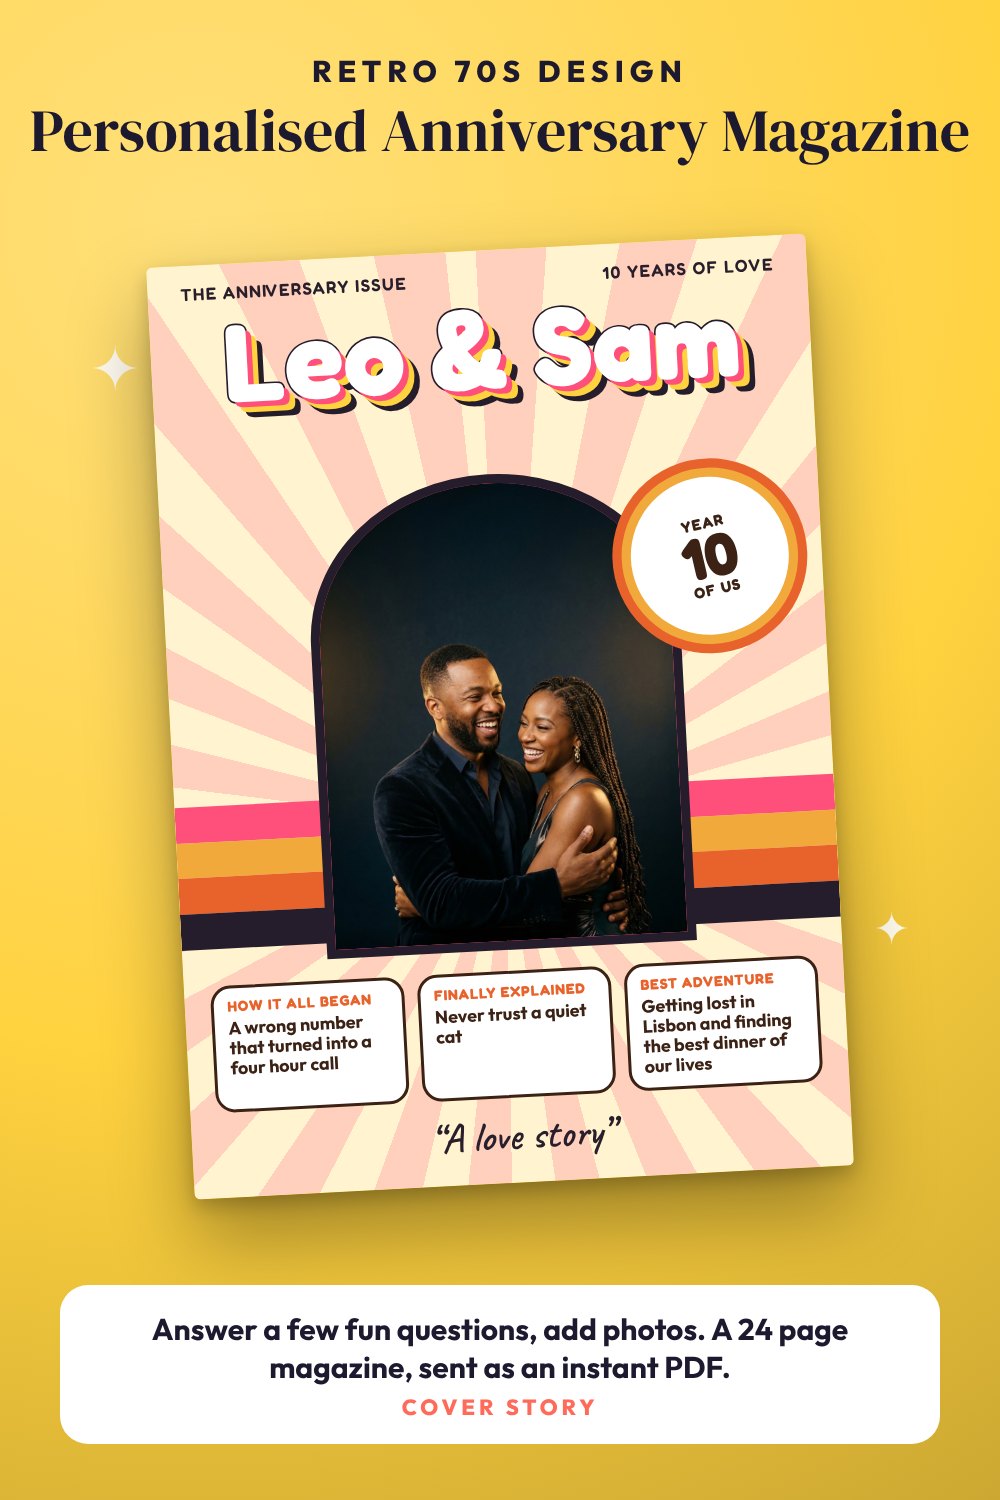 RETRO 70S DESIGN
Personalised Anniversary Magazine
THE ANNIVERSARY ISSUE
10 YEARS OF LOVE
Leo & Sam
YEAR
10
OF US
HOW IT ALL BEGAN
A wrong number
that turned into a
four hour call
FINALLY EXPLAINED
Never trust a quiet
cat
BEST ADVENTURE
Getting lost in
Lisbon and finding
the best dinner of
our lives
“A love story”
Answer a few fun questions, add photos. A 24 page
magazine, sent as an instant PDF.
COVER STORY